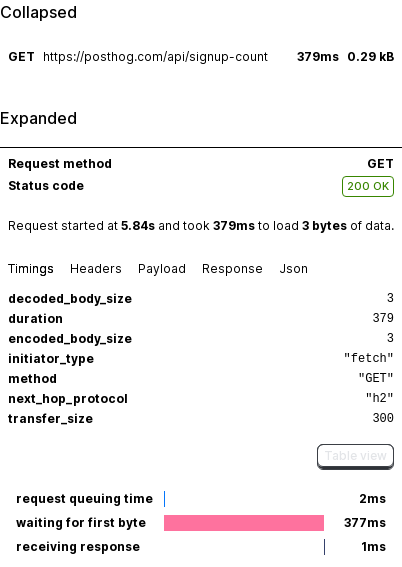 Collapsed
GET https://posthog.com/api/signup-count 379ms 0.29 kB
Expanded
Request method GET
Status code 200 OK
Request started at 5.84s and took 379ms to load 3 bytes of data.
Timings Headers Payload Response Json
decoded_body_size 3
duration 379
encoded_body_size 3
initiator_type "fetch"
method "GET"
next_hop_protocol "h2"
transfer_size 300
Table view
request queuing time 2ms
waiting for first byte 377ms
receiving response 1ms